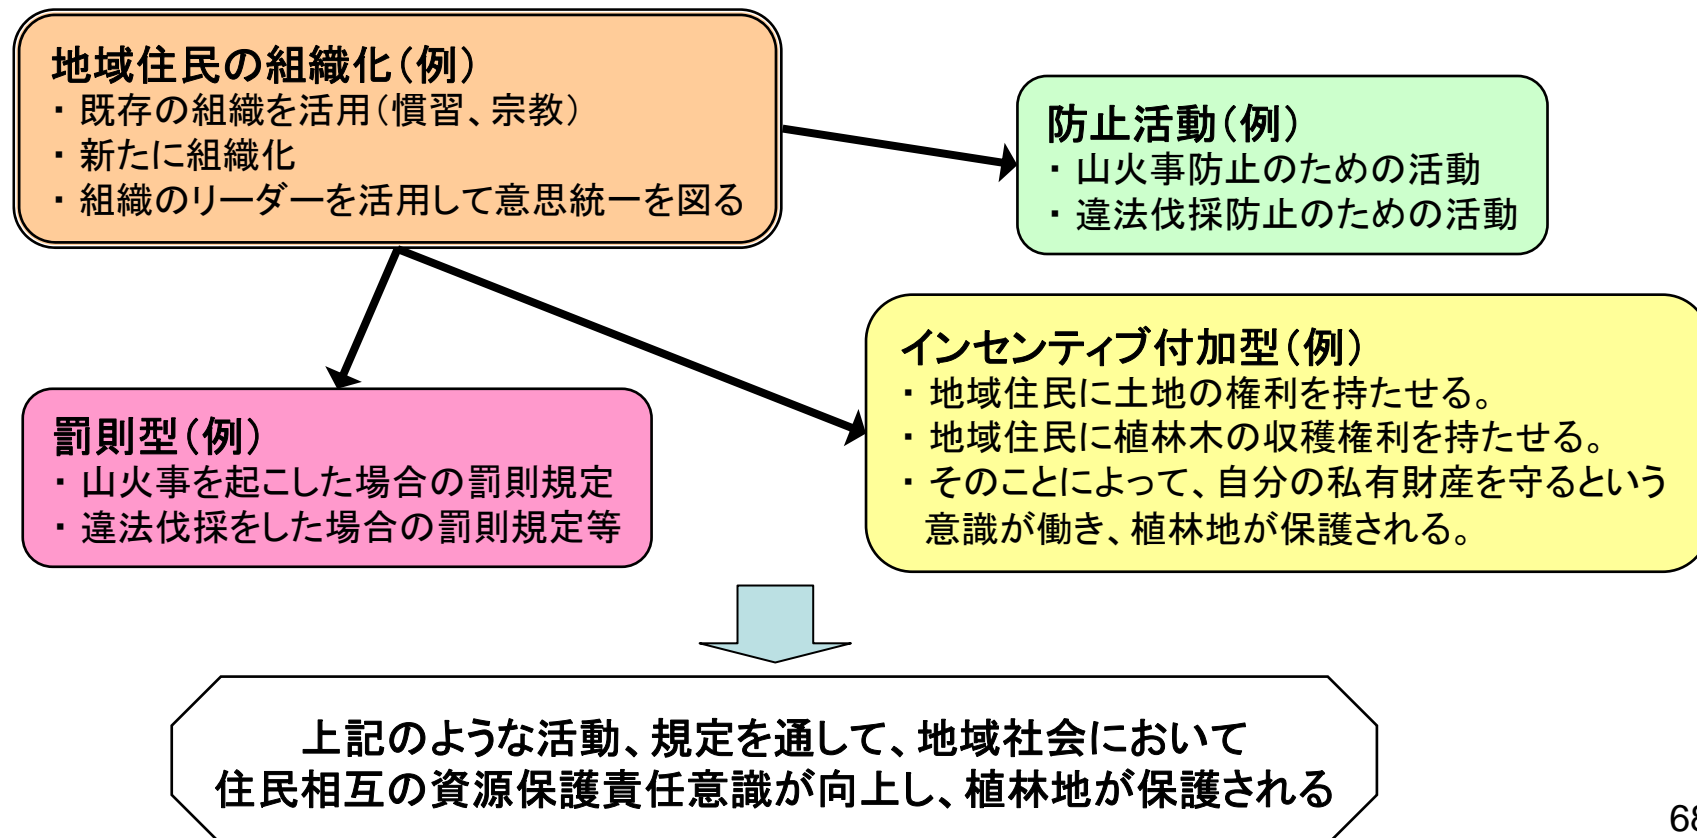 地域住民の組織化（例）
・ 既存の組織を活用（慣習、宗教）
・ 新たに組織化
・ 組織のリーダーを活用して意思統一を図る
防止活動（例）
・ 山火事防止のための活動
・ 違法伐採防止のための活動
インセンティブ付加型（例）
・ 地域住民に土地の権利を持たせる。
・ 地域住民に植林木の収穫権利を持たせる。
・ そのことによって、自分の私有財産を守るという
意識が働き、植林地が保護される。
罰則型（例）
・ 山火事を起こした場合の罰則規定
・ 違法伐採をした場合の罰則規定等
上記のような活動、規定を通して、地域社会において
住民相互の資源保護責任意識が向上し、植林地が保護される
68